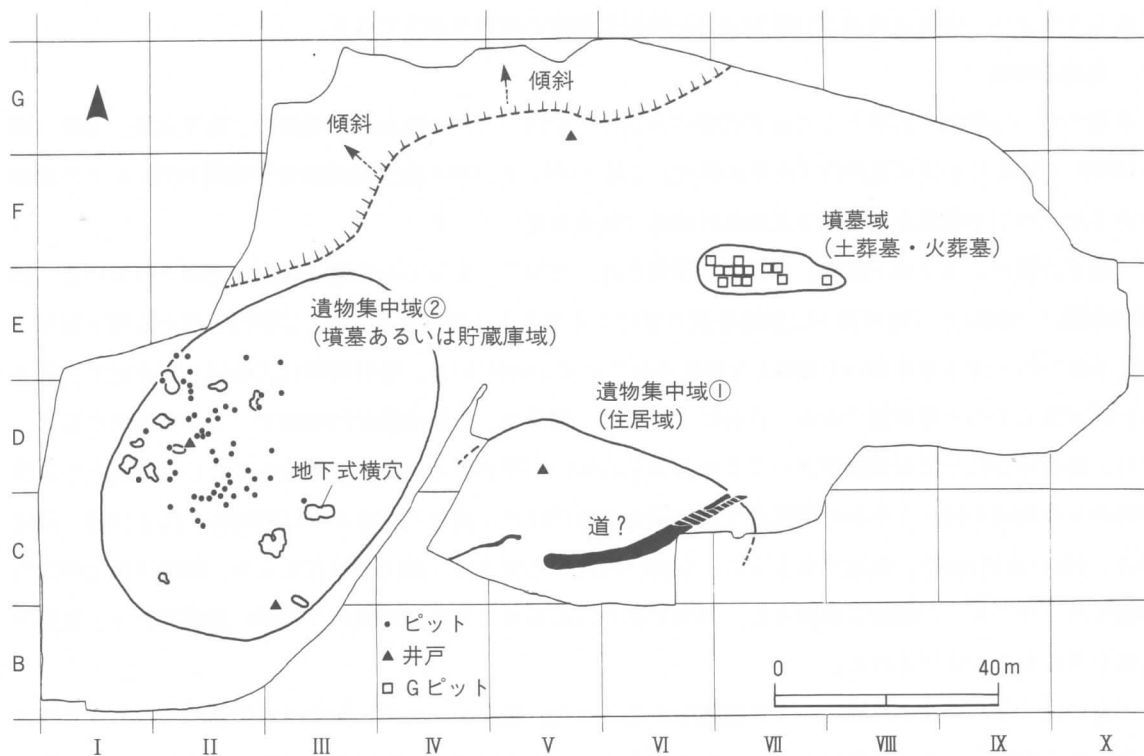 G
F
E
D
C
B
傾斜
傾斜
墳墓域
(土葬墓・火葬墓)
遺物集中域②
(墳墓あるいは貯蔵庫域)
遺物集中域①
(住居域)
地下式横穴
道?
• ピット
▲ 井戸
□ Gピット
0 40m
Ⅰ Ⅱ Ⅲ Ⅳ Ⅴ Ⅵ Ⅶ Ⅷ Ⅸ Ⅹ